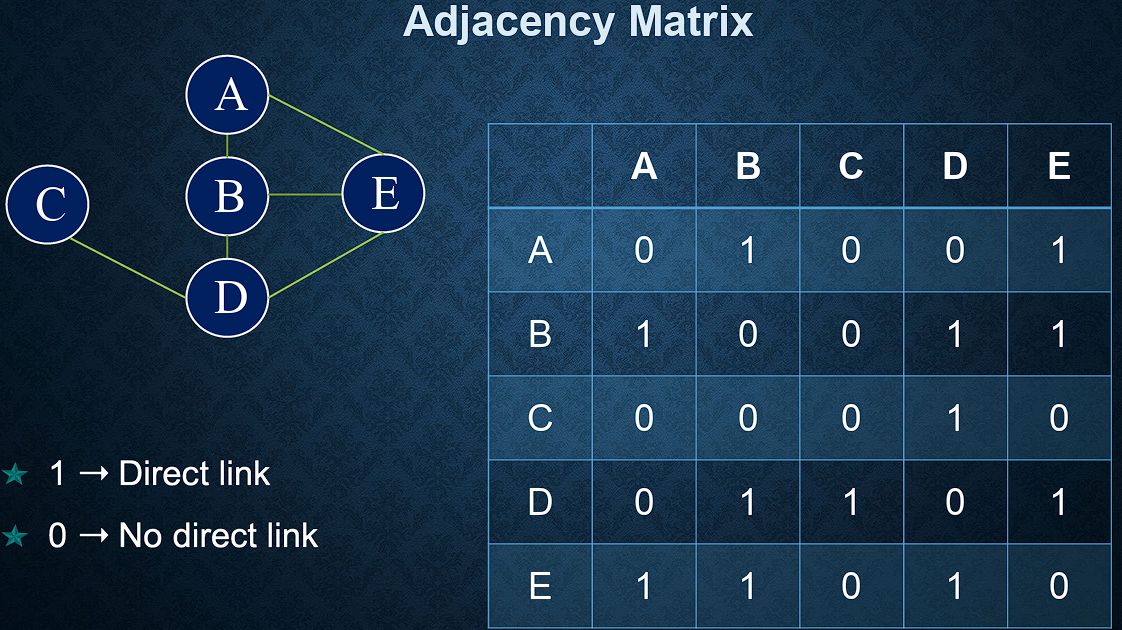 Adjacency Matrix
A
B
C
D
E
A B C D E
A 0 1 0 0 1
B 1 0 0 1 1
C 0 0 0 1 0
D 0 1 1 0 1
E 1 1 0 1 0
1 → Direct link
0 → No direct link